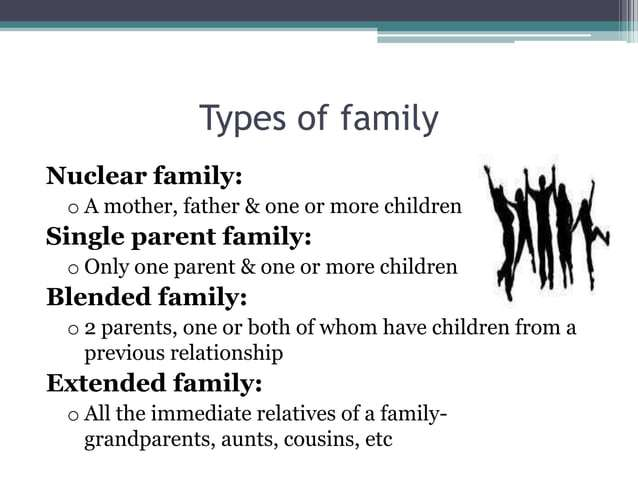 Types of family
Nuclear family:
o A mother, father & one or more children
Single parent family:
o Only one parent & one or more children
Blended family:
o 2 parents, one or both of whom have children from a
previous relationship
Extended family:
o All the immediate relatives of a family-
grandparents, aunts, cousins, etc